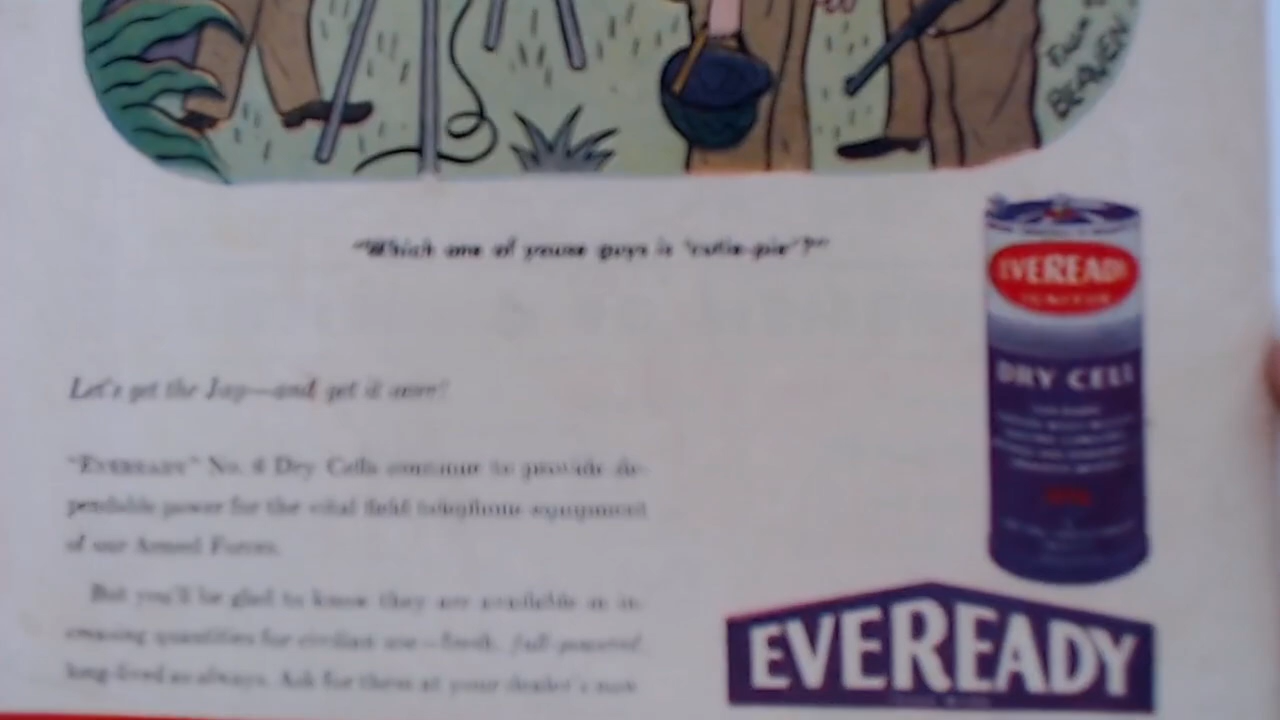 BEAVEN
"Which one of youse guys is 'cutie-pie'?"
EVEREADY
IGNITOR
DRY CELL
Let's get the Jap—and get it over!
"EVEREADY" No. 6 Dry Cells continue to provide de-
pendable power for the vital field telephone equipment
of our Armed Forces.
But you'll be glad to know they are available in in-
creasing quantities for civilian use—fresh, full-powered,
long-lived as always. Ask for them at your dealer's now
EVEREADY